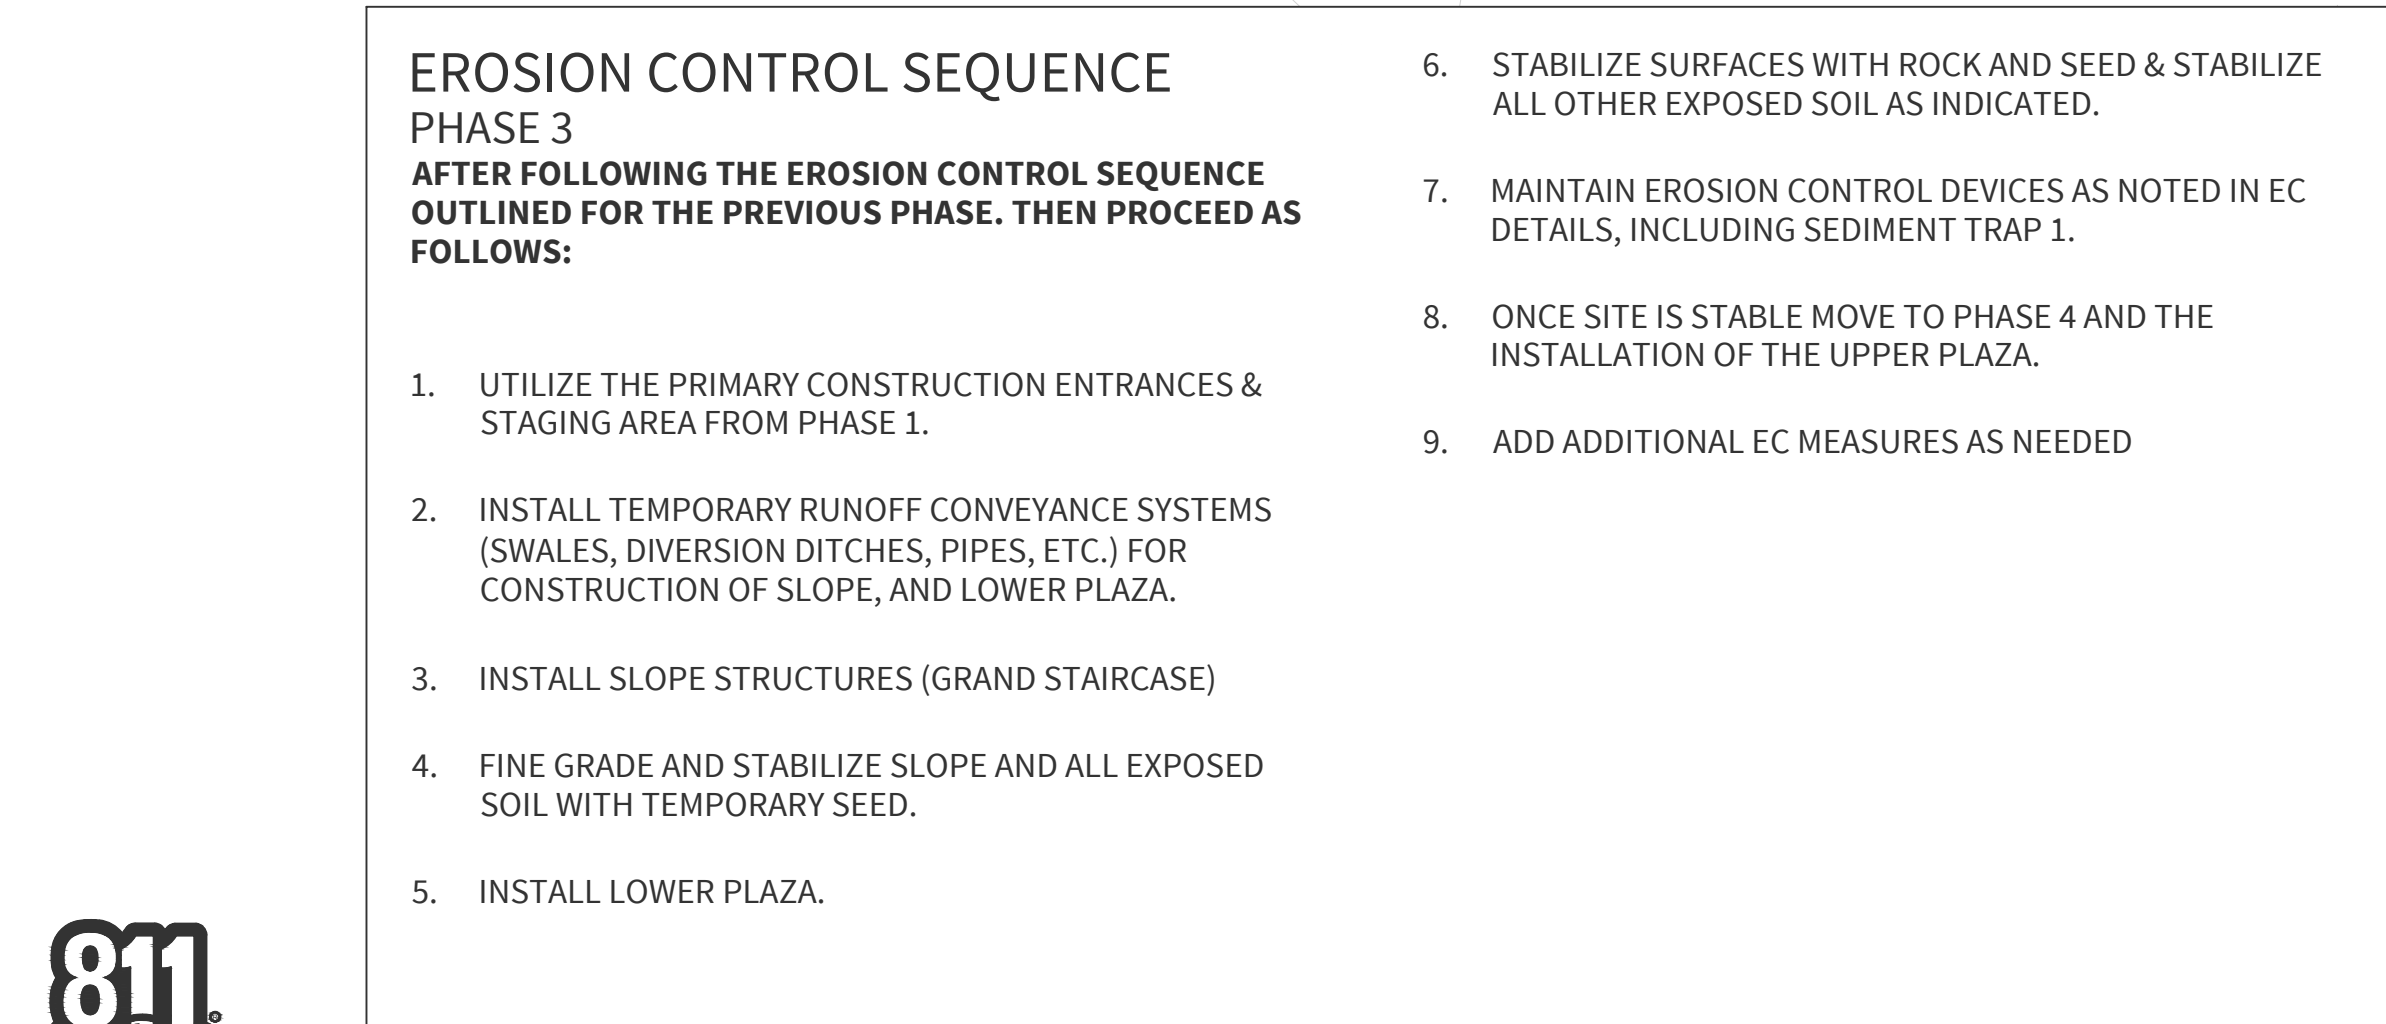 EROSION CONTROL SEQUENCE
PHASE 3
AFTER FOLLOWING THE EROSION CONTROL SEQUENCE
OUTLINED FOR THE PREVIOUS PHASE. THEN PROCEED AS
FOLLOWS:
1. UTILIZE THE PRIMARY CONSTRUCTION ENTRANCES &
STAGING AREA FROM PHASE 1.
2. INSTALL TEMPORARY RUNOFF CONVEYANCE SYSTEMS
(SWALES, DIVERSION DITCHES, PIPES, ETC.) FOR
CONSTRUCTION OF SLOPE, AND LOWER PLAZA.
3. INSTALL SLOPE STRUCTURES (GRAND STAIRCASE)
4. FINE GRADE AND STABILIZE SLOPE AND ALL EXPOSED
SOIL WITH TEMPORARY SEED.
5. INSTALL LOWER PLAZA.
6. STABILIZE SURFACES WITH ROCK AND SEED & STABILIZE
ALL OTHER EXPOSED SOIL AS INDICATED.
7. MAINTAIN EROSION CONTROL DEVICES AS NOTED IN EC
DETAILS, INCLUDING SEDIMENT TRAP 1.
8. ONCE SITE IS STABLE MOVE TO PHASE 4 AND THE
INSTALLATION OF THE UPPER PLAZA.
9. ADD ADDITIONAL EC MEASURES AS NEEDED
811®